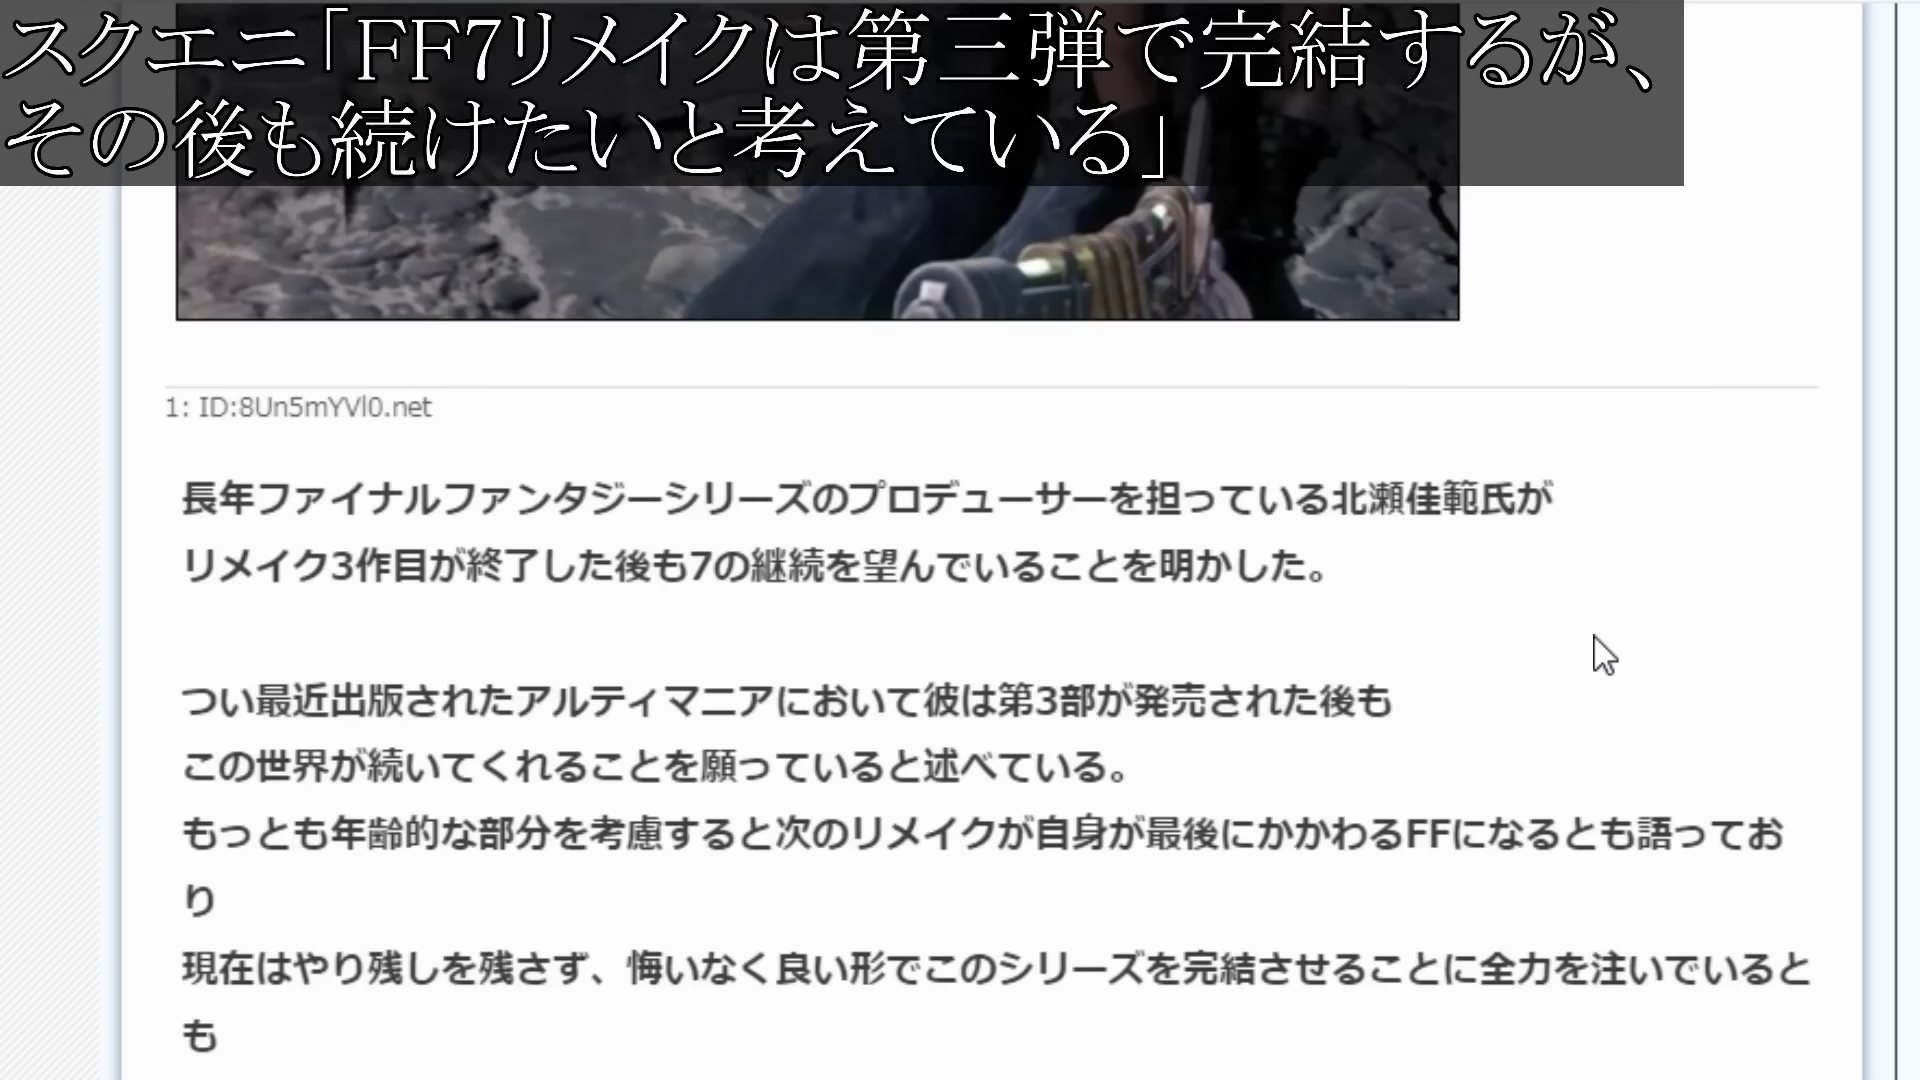 スクエニ「FF7リメイクは第三弾で完結するが、
その後も続けたいと考えている」
1: ID:8Un5mYVl0.net
長年ファイナルファンタジーシリーズのプロデューサーを担っている北瀬佳範氏が
リメイク3作目が終了した後も7の継続を望んでいることを明かした。
つい最近出版されたアルティマニアにおいて彼は第3部が発売された後も
この世界が続いてくれることを願っていると述べている。
もっとも年齢的な部分を考慮すると次のリメイクが自身が最後にかかわるFFになるとも語ってお
り
現在はやり残しを残さず、悔いなく良い形でこのシリーズを完結させることに全力を注いでいると
も